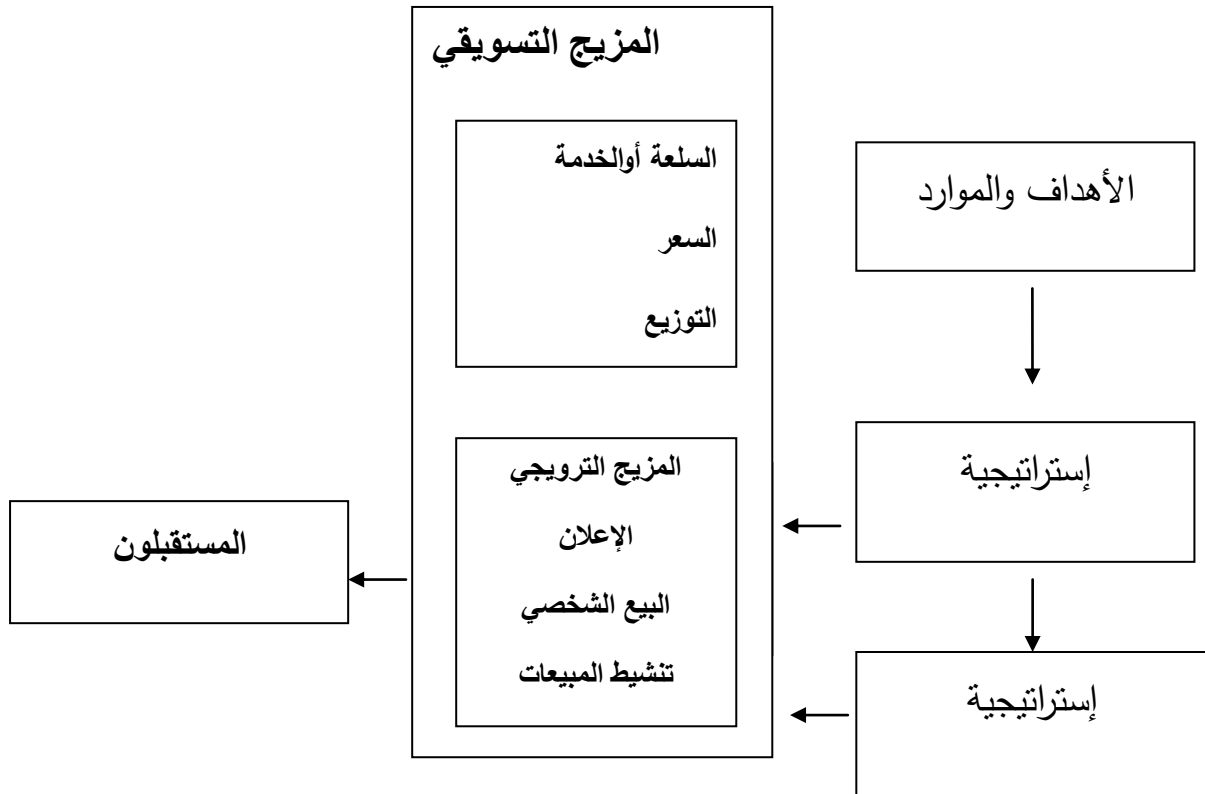 المزيج التسويقي
السلعة أوالخدمة
السعر
التوزيع
الأهداف والموارد
إستراتيجية
المزيج الترويجي
الإعلان
البيع الشخصي
تنشيط المبيعات
المستقبلون
إستراتيجية